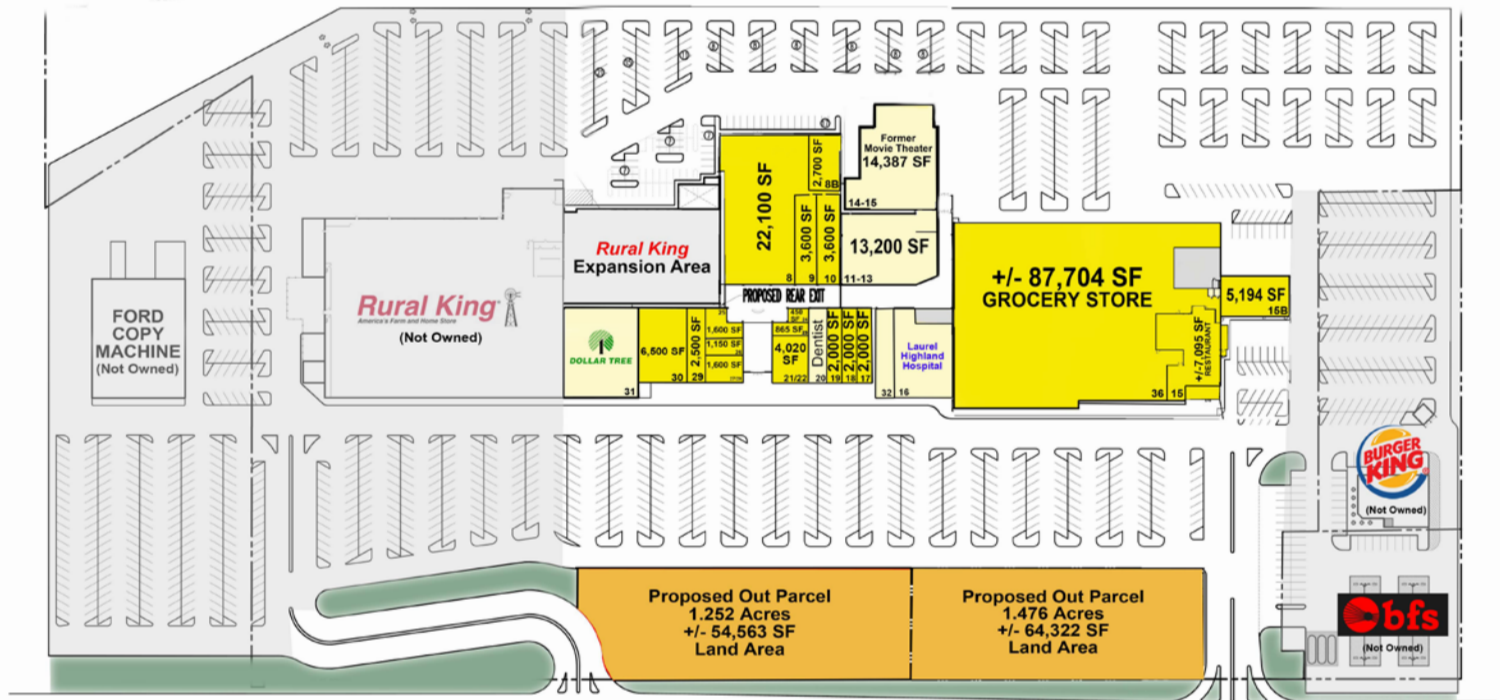 Former
Movie Theater
14,387 SF
14-15
2,700 SF
8B
22,100 SF
8
3,600 SF
9
3,600 SF
10
13,200 SF
11-13
Rural King
Expansion Area
PROPOSED REAR EXIT
FORD
COPY
MACHINE
(Not Owned)
Rural King
America's Farm and Home Store
(Not Owned)
DOLLAR TREE
31
6,500 SF
30
2,500 SF
29
1,600 SF
1,150 SF
1,600 SF
458
SF
865 SF
4,020
SF
21/22
Dentist
20
2,000 SF
19
2,000 SF
18
2,000 SF
17
32
16
Laurel
Highland
Hospital
+/- 87,704 SF
GROCERY STORE
36
15
+/-7,095 SF
RESTAURANT
5,194 SF
15B
BURGER
KING
(Not Owned)
bfs
(Not Owned)
Proposed Out Parcel
1.252 Acres
+/- 54,563 SF
Land Area
Proposed Out Parcel
1.476 Acres
+/- 64,322 SF
Land Area